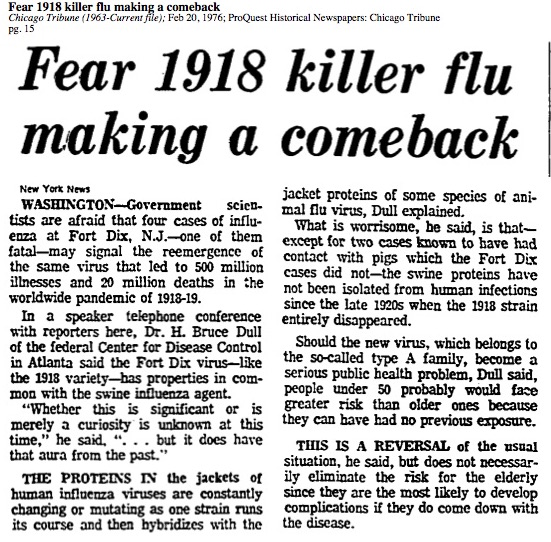 Fear 1918 killer flu making a comeback
Chicago Tribune (1963-Current file); Feb 20, 1976; ProQuest Historical Newspapers: Chicago Tribune
pg. 15
Fear 1918 killer flu
making a comeback
New York News
WASHINGTON—Government scien-
tists are afraid that four cases of influ-
enza at Fort Dix, N.J.—one of them
fatal—may signal the reemergence of
the same virus that led to 500 million
illnesses and 20 million deaths in the
worldwide pandemic of 1918-19.
In a speaker telephone conference
with reporters here, Dr. H. Bruce Dull
of the federal Center for Disease Control
in Atlanta said the Fort Dix virus—like
the 1918 variety—has properties in com-
mon with the swine influenza agent.
"Whether this is significant or is
merely a curiosity is unknown at this
time," he said, ". . . but it does have
that aura from the past."
THE PROTEINS IN the jackets of
human influenza viruses are constantly
changing or mutating as one strain runs
its course and then hybridizes with the
jacket proteins of some species of ani-
mal flu virus, Dull explained.
What is worrisome, he said, is that—
except for two cases known to have had
contact with pigs which the Fort Dix
cases did not—the swine proteins have
not been isolated from human infections
since the late 1920s when the 1918 strain
entirely disappeared.
Should the new virus, which belongs to
the so-called type A family, become a
serious public health problem, Dull said,
people under 50 probably would face
greater risk than older ones because
they can have had no previous exposure.
THIS IS A REVERSAL of the usual
situation, he said, but does not necessar-
ily eliminate the risk for the elderly
since they are the most likely to develop
complications if they do come down with
the disease.